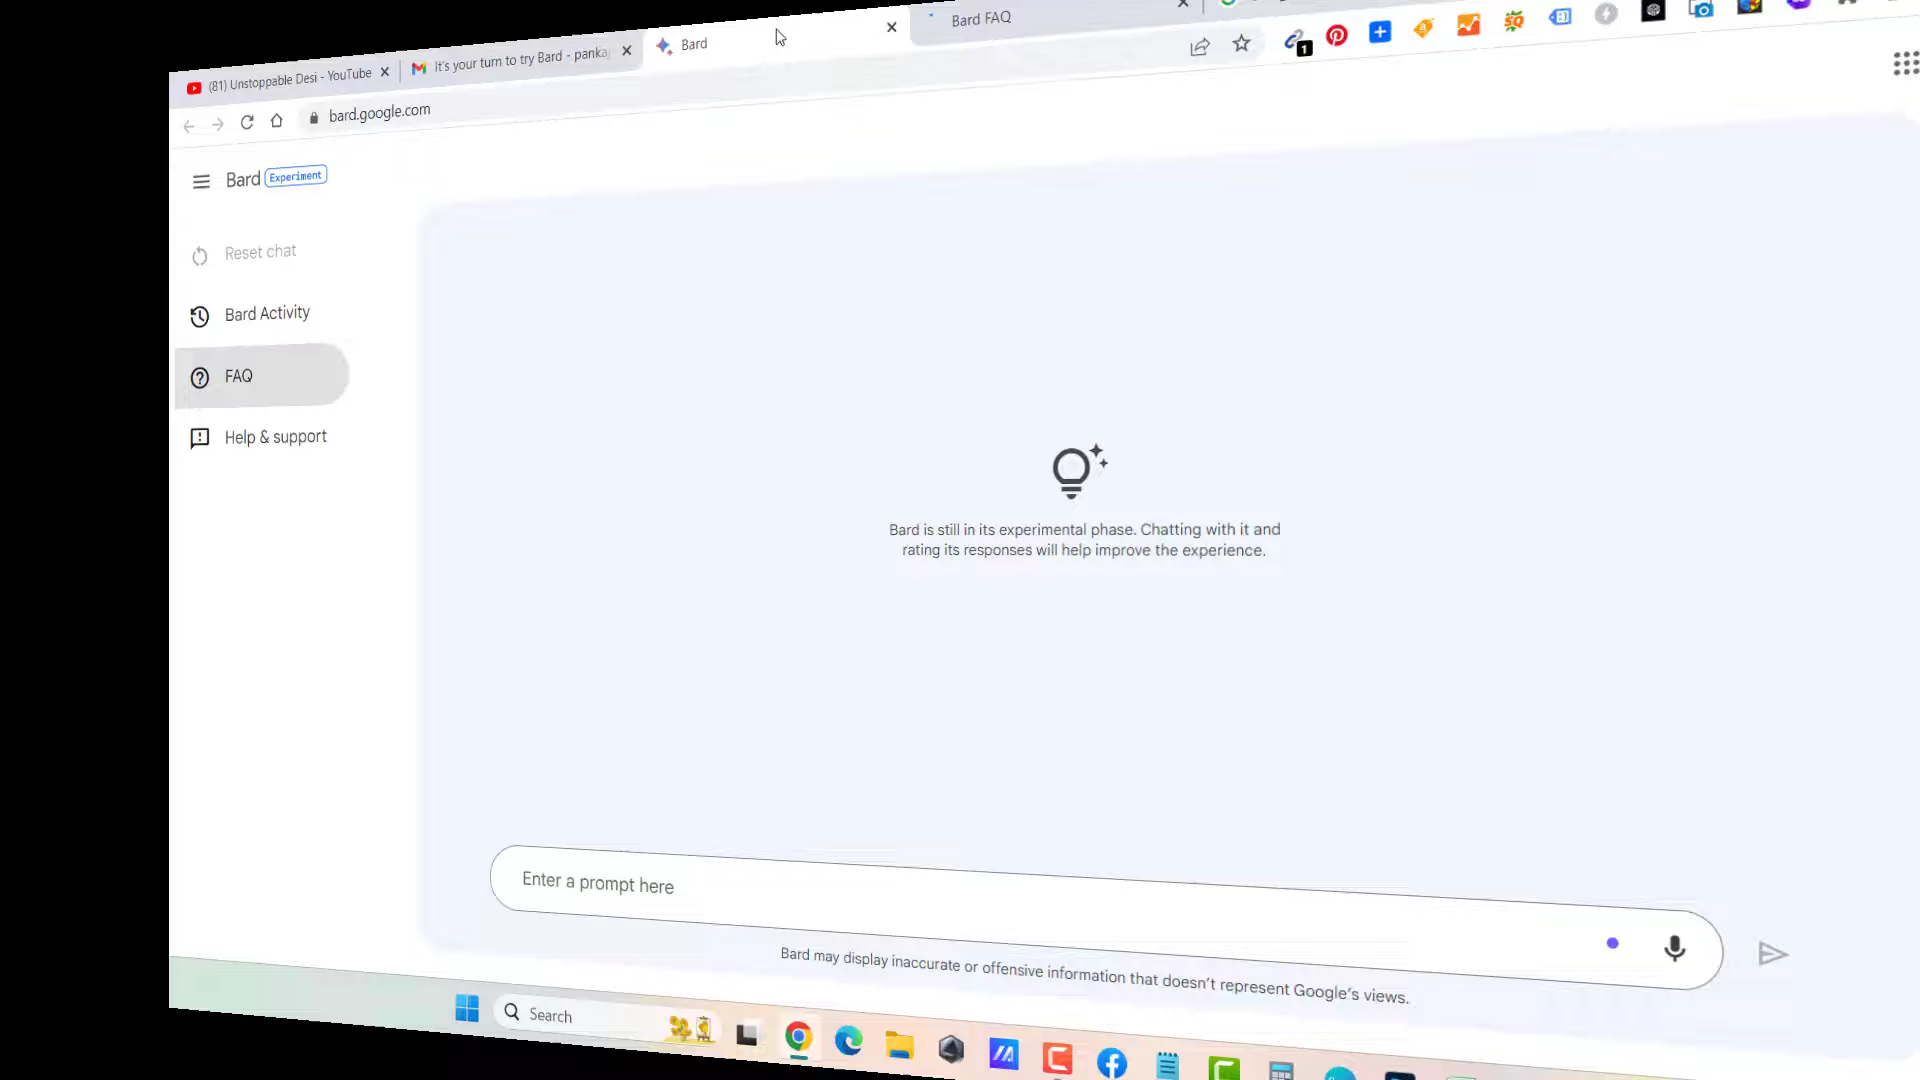 (81) Unstoppable Desi - YouTube
It's your turn to try Bard - panka
Bard
Bard FAQ
bard.google.com
1
SQ
Bard Experiment
Reset chat
Bard Activity
FAQ
Help & support
Bard is still in its experimental phase. Chatting with it and
rating its responses will help improve the experience.
Enter a prompt here
Bard may display inaccurate or offensive information that doesn't represent Google's views.
Search